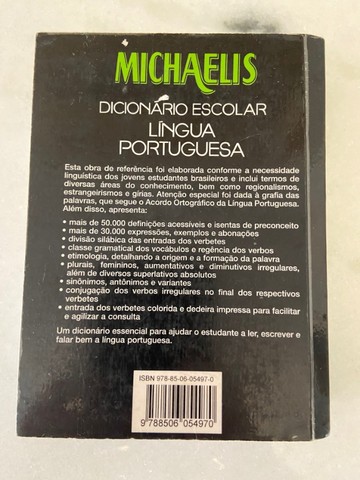 MICHAELIS
DICIONÁRIO ESCOLAR
LÍNGUA
PORTUGUESA
Esta obra de referência foi elaborada conforme a necessidade
linguística dos jovens estudantes brasileiros e inclui termos de
diversas áreas do conhecimento, bem como regionalismos,
estrangeirismos e gírias. Atenção especial foi dada à grafia das
palavras, que segue o Acordo Ortográfico da Língua Portuguesa.
Além disso, apresenta:
• mais de 50.000 definições acessíveis e isentas de preconceito
• mais de 30.000 expressões, exemplos e abonações
• divisão silábica das entradas dos verbetes
• classe gramatical dos vocábulos e regência dos verbos
• etimologia, detalhando a origem e a formação da palavra
• plurais, femininos, aumentativos e diminutivos irregulares,
além de diversos superlativos absolutos
• sinônimos, antônimos e variantes
• conjugação dos verbos irregulares no final dos respectivos
verbetes
• entrada dos verbetes colorida e dedeira impressa para facilitar
e agilizar a consulta
Um dicionário essencial para ajudar o estudante a ler, escrever e
falar bem a língua portuguesa.
ISBN 978-85-06-05497-0
9 788506 054970